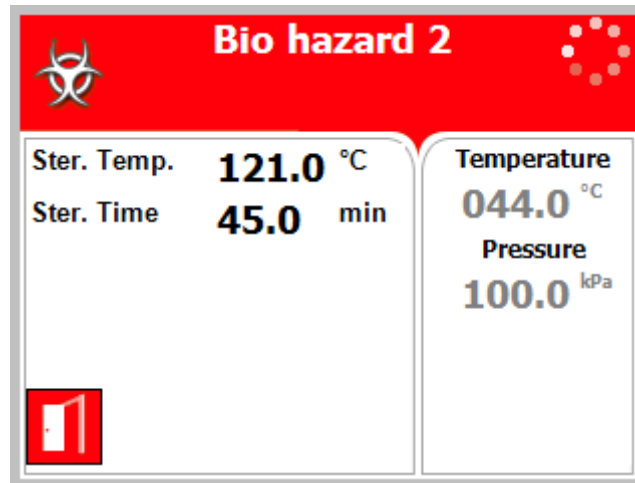 Bio hazard 2
Ster. Temp. 121.0 °C
Ster. Time 45.0 min
Temperature
044.0 °C
Pressure
100.0 kPa